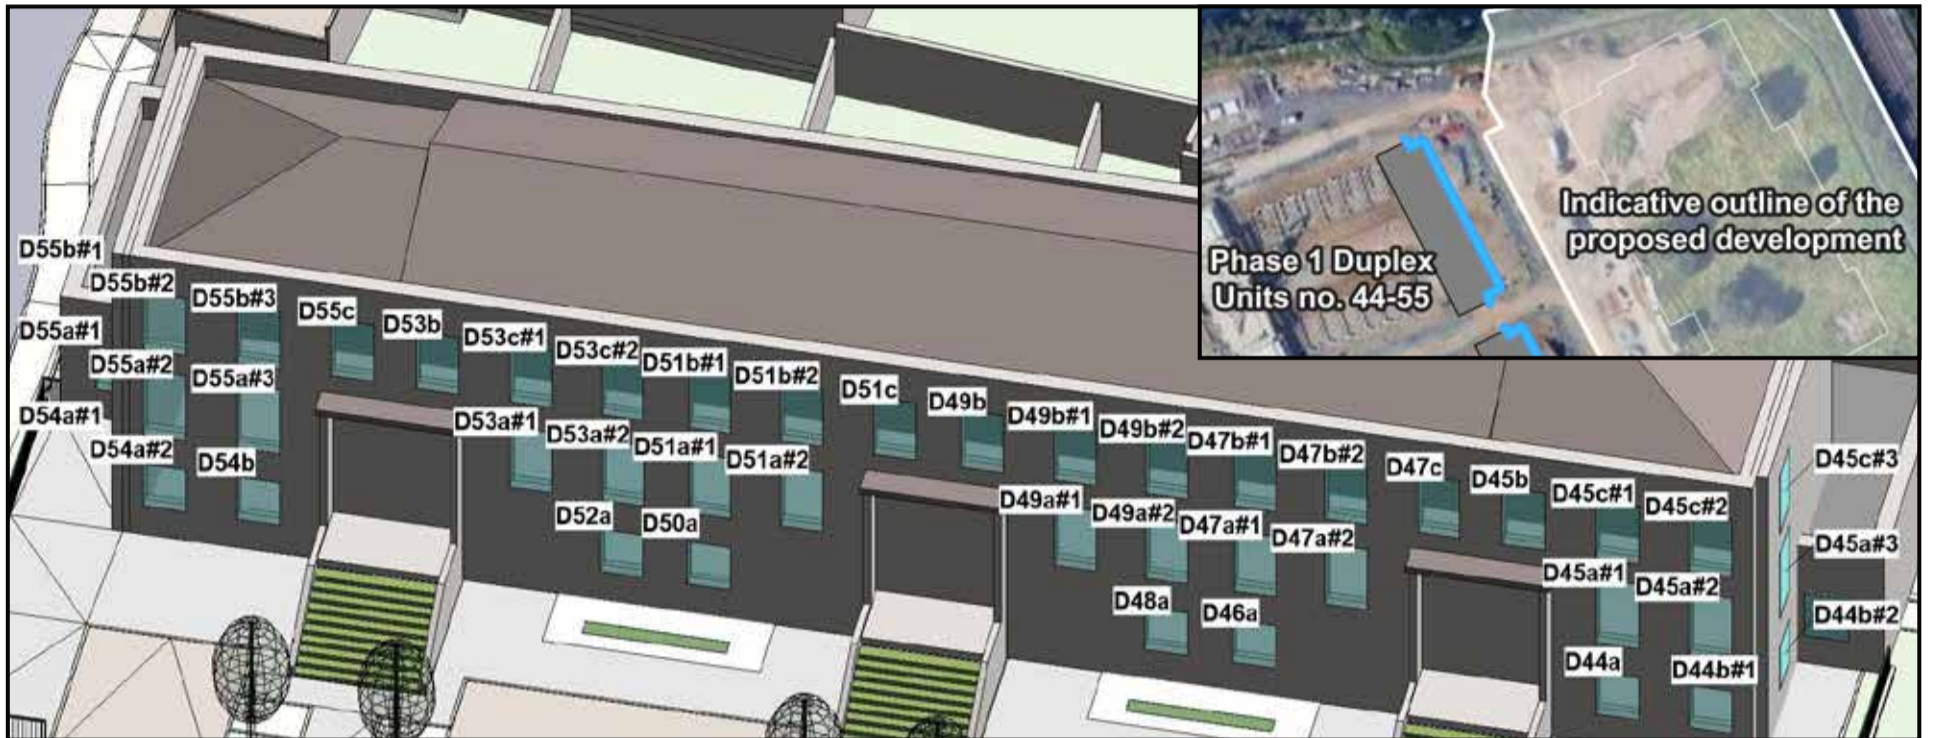 D55b#1
D55b#2
D55b#3
D55c
D53b
D53c#1
D53c#2
D51b#1
D51b#2
D51c
D49b
D49b#1
D49b#2
D47b#1
D47b#2
D47c
D45b
D45c#1
D45c#2
D45c#3
D55a#1
D55a#2
D55a#3
D53a#1
D53a#2
D51a#1
D51a#2
D49a#1
D49a#2
D47a#1
D47a#2
D45a#1
D45a#2
D45a#3
D54a#1
D54a#2
D54b
D52a
D50a
D48a
D46a
D44a
D44b#1
D44b#2
Phase 1 Duplex
Units no. 44-55
Indicative outline of the
proposed development